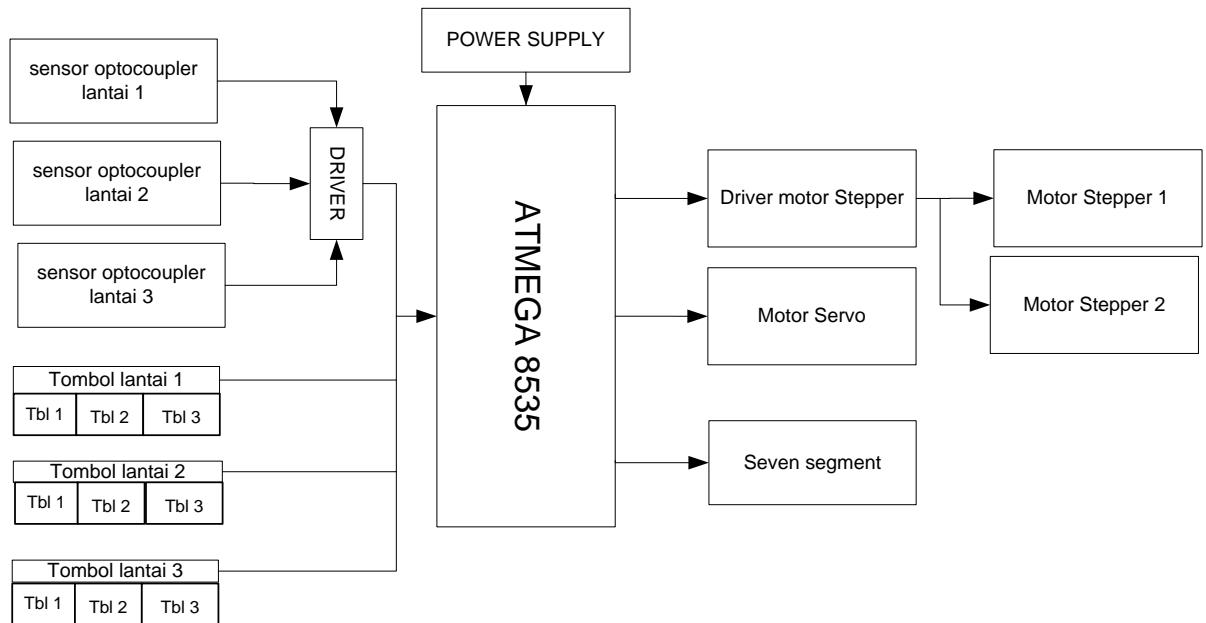 POWER SUPPLY
sensor optocoupler
lantai 1
sensor optocoupler
lantai 2
sensor optocoupler
lantai 3
DRIVER
Tombol lantai 1
Tbl 1 Tbl 2 Tbl 3
Tombol lantai 2
Tbl 1 Tbl 2 Tbl 3
Tombol lantai 3
Tbl 1 Tbl 2 Tbl 3
ATMEGA 8535
Driver motor Stepper
Motor Servo
Seven segment
Motor Stepper 1
Motor Stepper 2